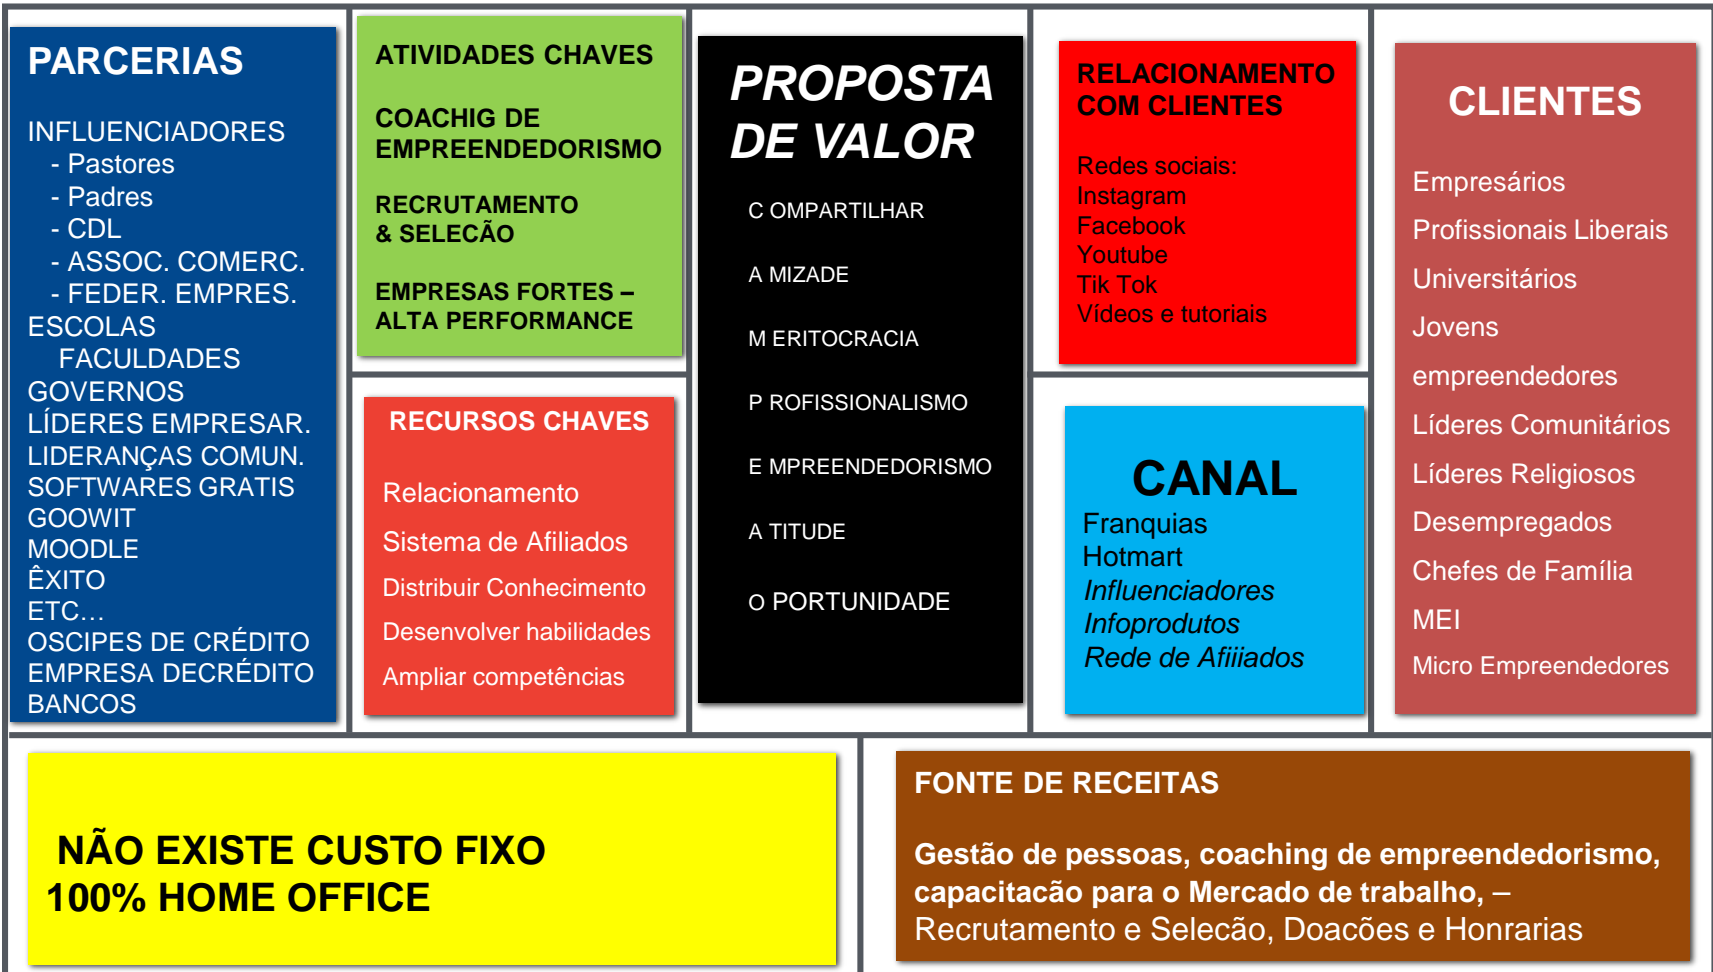 PARCERIAS
INFLUENCIADORES
- Pastores
- Padres
- CDL
- ASSOC. COMERC.
- FEDER. EMPRES.
ESCOLAS
FACULDADES
GOVERNOS
LÍDERES EMPRESAR.
LIDERANÇAS COMUN.
SOFTWARES GRATIS
GOOWIT
MOODLE
ÊXITO
ETC...
OSCIPES DE CRÉDITO
EMPRESA DECRÉDITO
BANCOS
ATIVIDADES CHAVES
COACHIG DE
EMPREENDEDORISMO
RECRUTAMENTO
& SELECÃO
EMPRESAS FORTES –
ALTA PERFORMANCE
RECURSOS CHAVES
Relacionamento
Sistema de Afiliados
Distribuir Conhecimento
Desenvolver habilidades
Ampliar competências
PROPOSTA
DE VALOR
C OMPARTILHAR
A MIZADE
M ERITOCRACIA
P ROFISSIONALISMO
E MPREENDEDORISMO
A TITUDE
O PORTUNIDADE
RELACIONAMENTO
COM CLIENTES
Redes sociais:
Instagram
Facebook
Youtube
Tik Tok
Vídeos e tutoriais
CANAL
Franquias
Hotmart
Influenciadores
Infoprodutos
Rede de Afiiiados
CLIENTES
Empresários
Profissionais Liberais
Universitários
Jovens
empreendedores
Líderes Comunitários
Líderes Religiosos
Desempregados
Chefes de Família
MEI
Micro Empreendedores
NÃO EXISTE CUSTO FIXO
100% HOME OFFICE
FONTE DE RECEITAS
Gestão de pessoas, coaching de empreendedorismo,
capacitacão para o Mercado de trabalho, –
Recrutamento e Selecão, Doacões e Honrarias